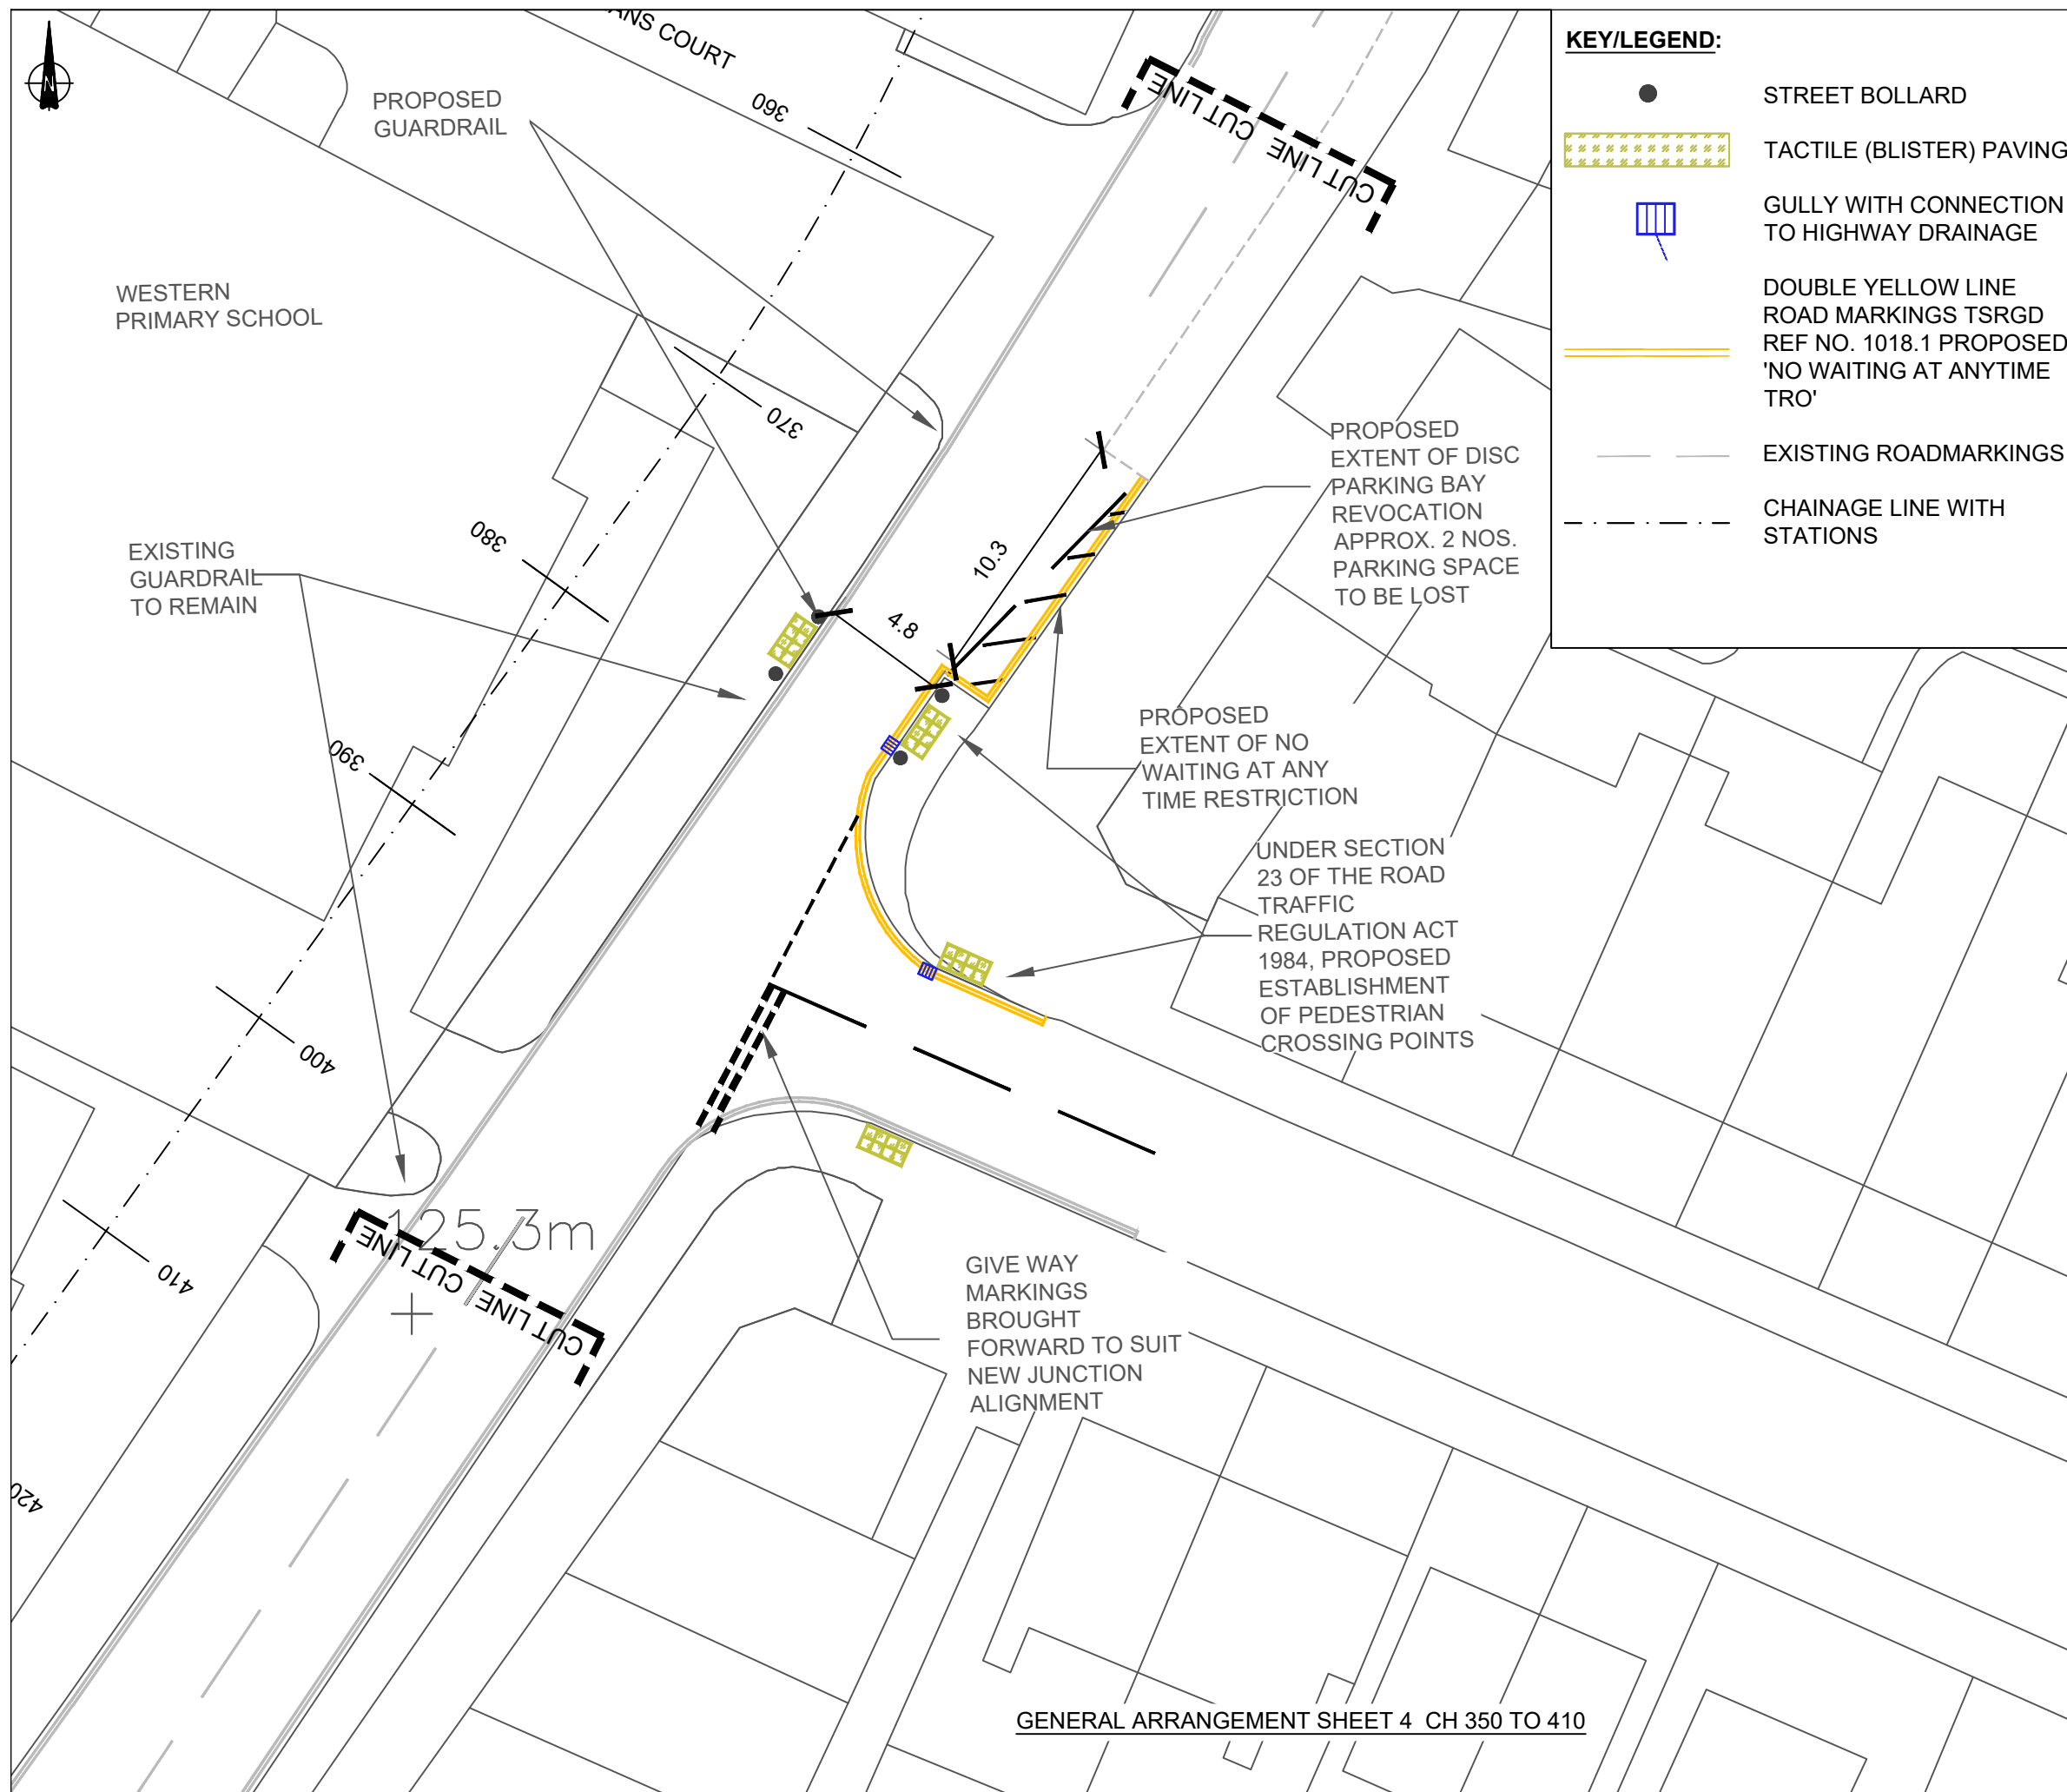 ANS COURT
360
PROPOSED
GUARDRAIL
N
CUT LINE
CUT LINE
WESTERN
PRIMARY SCHOOL
370
380
EXISTING
GUARDRAIL
TO REMAIN
10.3
4.8
390
PROPOSED
EXTENT OF DISC
PARKING BAY
REVOCATION
APPROX. 2 NOS.
PARKING SPACE
TO BE LOST
PROPOSED
EXTENT OF NO
WAITING AT ANY
TIME RESTRICTION
UNDER SECTION
23 OF THE ROAD
TRAFFIC
REGULATION ACT
1984, PROPOSED
ESTABLISHMENT
OF PEDESTRIAN
CROSSING POINTS
400
410
125.3m
CUT LINE
CUT LINE
420
GIVE WAY
MARKINGS
BROUGHT
FORWARD TO SUIT
NEW JUNCTION
ALIGNMENT
GENERAL ARRANGEMENT SHEET 4 CH 350 TO 410
KEY/LEGEND:
STREET BOLLARD
TACTILE (BLISTER) PAVING
GULLY WITH CONNECTION
TO HIGHWAY DRAINAGE
DOUBLE YELLOW LINE
ROAD MARKINGS TSRGD
REF NO. 1018.1 PROPOSED
'NO WAITING AT ANYTIME
TRO'
EXISTING ROADMARKINGS
CHAINAGE LINE WITH
STATIONS